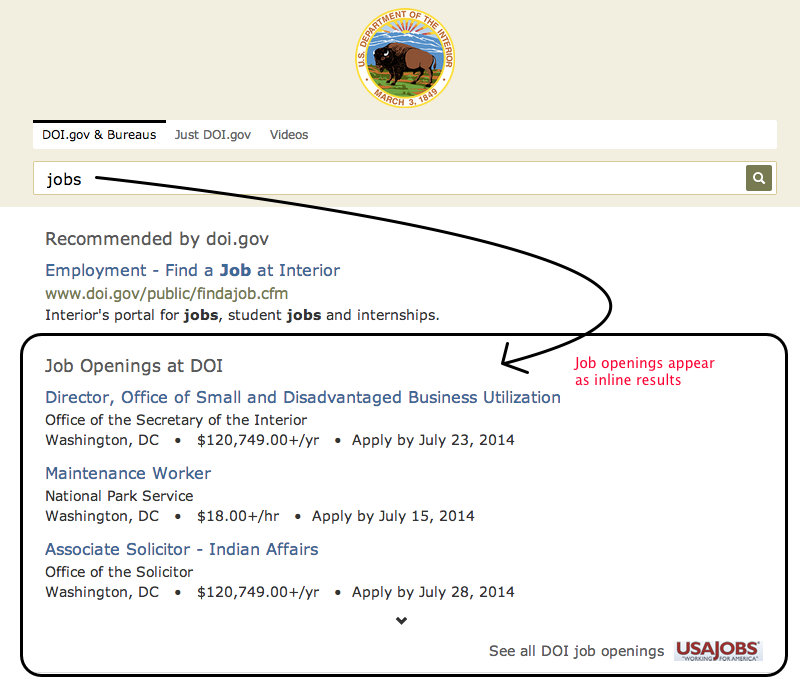 U.S. DEPARTMENT OF THE INTERIOR
MARCH 3, 1849
DOI.gov & Bureaus Just DOI.gov Videos
jobs
Recommended by doi.gov
Employment - Find a Job at Interior
www.doi.gov/public/findajob.cfm
Interior's portal for jobs, student jobs and internships.
Job Openings at DOI
Job openings appear
as inline results
Director, Office of Small and Disadvantaged Business Utilization
Office of the Secretary of the Interior
Washington, DC • $120,749.00+/yr • Apply by July 23, 2014
Maintenance Worker
National Park Service
Washington, DC • $18.00+/hr • Apply by July 15, 2014
Associate Solicitor - Indian Affairs
Office of the Solicitor
Washington, DC • $120,749.00+/yr • Apply by July 28, 2014
See all DOI job openings USAJOBS
"WORKING FOR AMERICA"